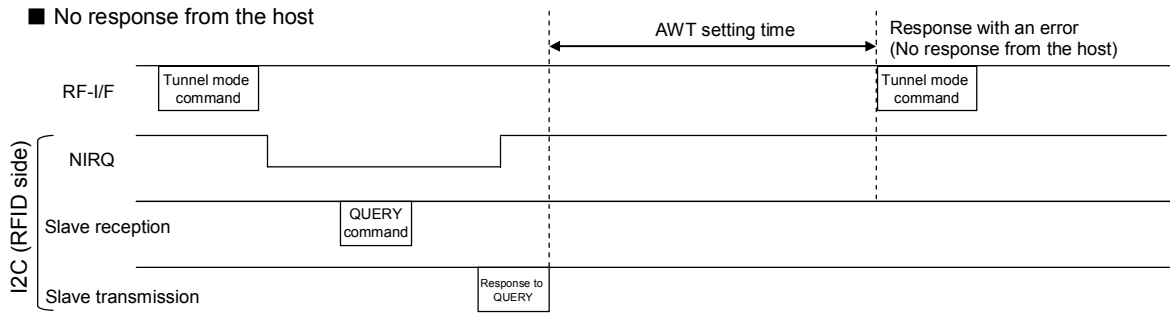 ■ No response from the host
AWT setting time
Response with an error
(No response from the host)
RF-I/F
Tunnel mode
command
Tunnel mode
command
I2C (RFID side)
NIRQ
Slave reception
QUERY
command
Slave transmission
Response to
QUERY